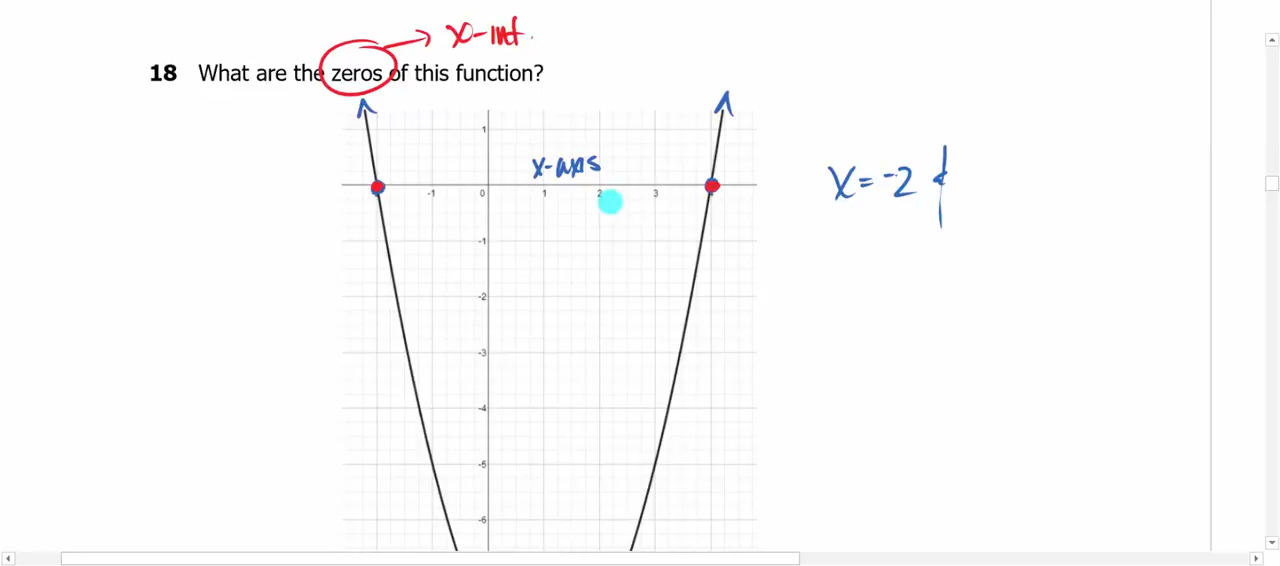 x-int.
18 What are the zeros of this function?
1
x-axis
x = -2 &
-1 0 1 2 3
-1
-2
-3
-4
-5
-6